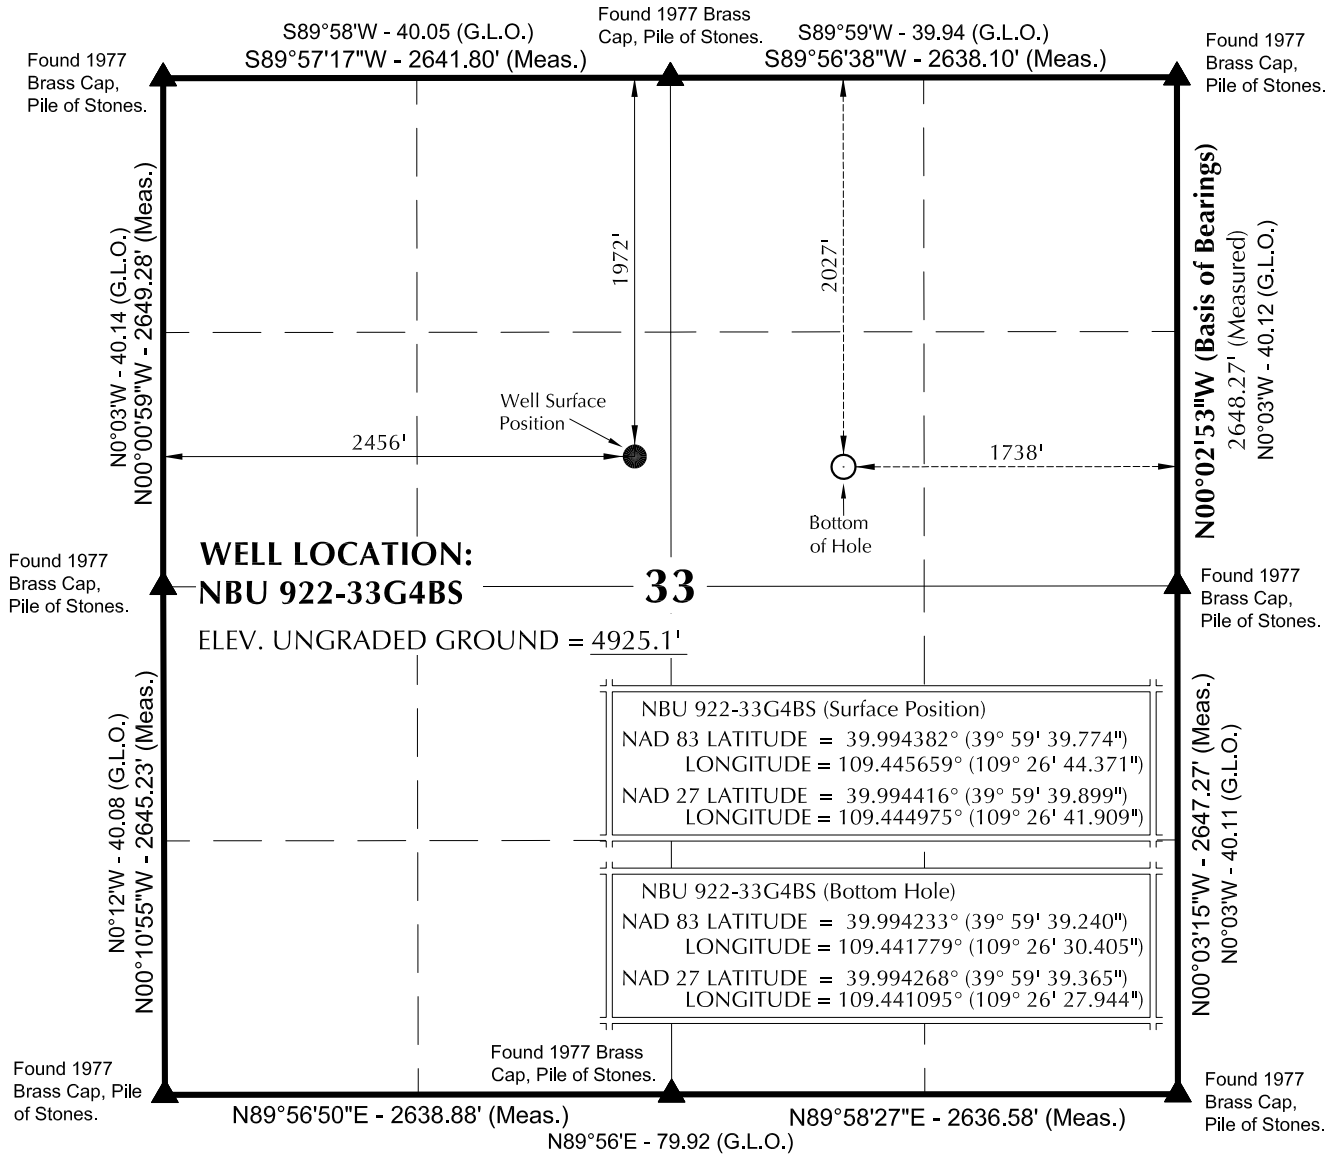 S89°58'W - 40.05 (G.L.O.)
S89°57'17"W - 2641.80' (Meas.)
Found 1977 Brass
Cap, Pile of Stones.
S89°59'W - 39.94 (G.L.O.)
S89°56'38"W - 2638.10' (Meas.)
Found 1977
Brass Cap,
Pile of Stones.
Found 1977
Brass Cap,
Pile of Stones.
N0°03'W - 40.14 (G.L.O.)
N00°00'59"W - 2649.28' (Meas.)
1972'
2027'
N00°02'53"W (Basis of Bearings)
2648.27' (Measured)
N0°03'W - 40.12 (G.L.O.)
Well Surface
Position
2456'
1738'
Bottom
of Hole
WELL LOCATION:
NBU 922-33G4BS
33
ELEV. UNGRADED GROUND = 4925.1'
Found 1977
Brass Cap,
Pile of Stones.
Found 1977
Brass Cap,
Pile of Stones.
N0°12'W - 40.08 (G.L.O.)
N00°10'55"W - 2645.23' (Meas.)
NBU 922-33G4BS (Surface Position)
NAD 83 LATITUDE = 39.994382° (39° 59' 39.774")
LONGITUDE = 109.445659° (109° 26' 44.371")
NAD 27 LATITUDE = 39.994416° (39° 59' 39.899")
LONGITUDE = 109.444975° (109° 26' 41.909")
NBU 922-33G4BS (Bottom Hole)
NAD 83 LATITUDE = 39.994233° (39° 59' 39.240")
LONGITUDE = 109.441779° (109° 26' 30.405")
NAD 27 LATITUDE = 39.994268° (39° 59' 39.365")
LONGITUDE = 109.441095° (109° 26' 27.944")
N00°03'15"W - 2647.27' (Meas.)
N0°03'W - 40.11 (G.L.O.)
Found 1977
Brass Cap, Pile
of Stones.
Found 1977 Brass
Cap, Pile of Stones.
Found 1977
Brass Cap,
Pile of Stones.
N89°56'50"E - 2638.88' (Meas.)
N89°58'27"E - 2636.58' (Meas.)
N89°56'E - 79.92 (G.L.O.)